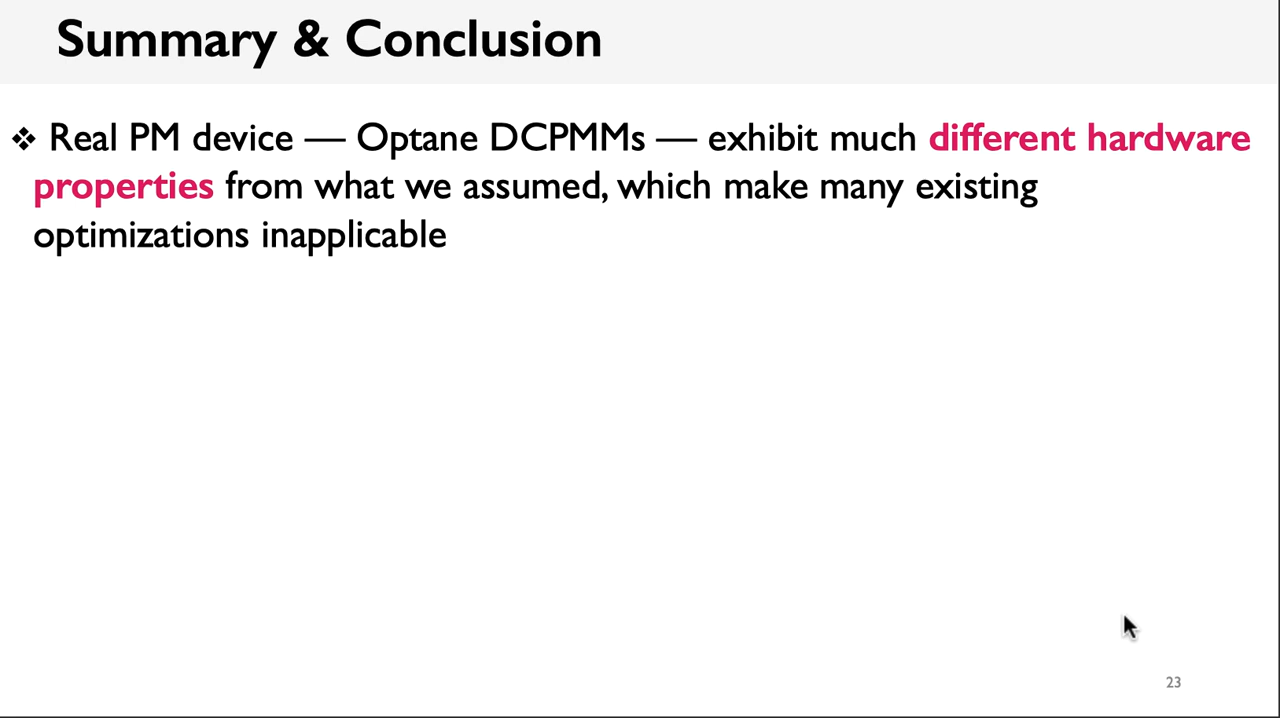 Summary & Conclusion
❖ Real PM device — Optane DCPMMs — exhibit much different hardware
properties from what we assumed, which make many existing
optimizations inapplicable
23